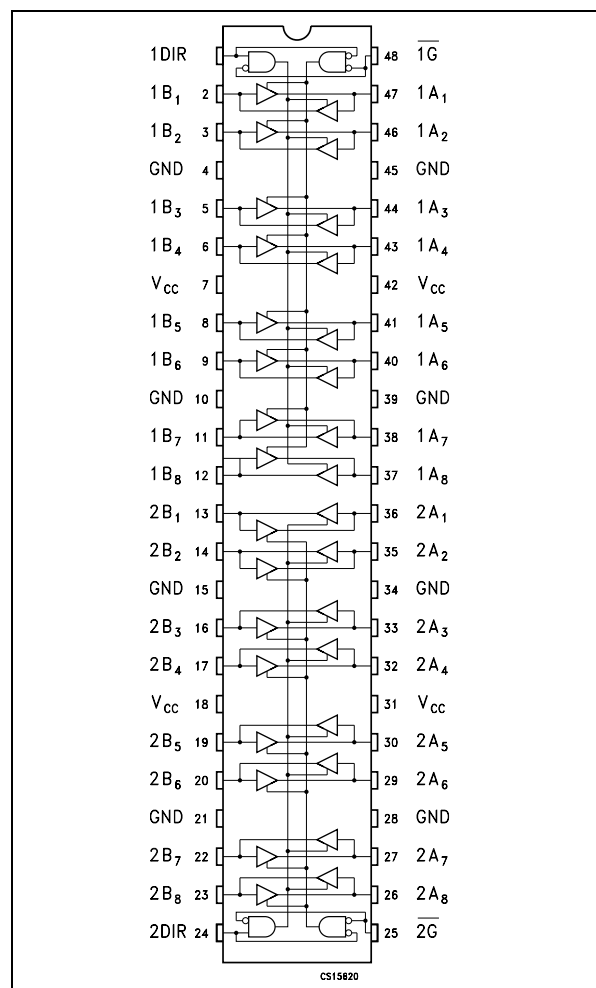 1DIR 48 1G
1B1 2 47 1A1
1B2 3 46 1A2
GND 4 45 GND
1B3 5 44 1A3
1B4 6 43 1A4
VCC 7 42 VCC
1B5 8 41 1A5
1B6 9 40 1A6
GND 10 39 GND
1B7 11 38 1A7
1B8 12 37 1A8
2B1 13 36 2A1
2B2 14 35 2A2
GND 15 34 GND
2B3 16 33 2A3
2B4 17 32 2A4
VCC 18 31 VCC
2B5 19 30 2A5
2B6 20 29 2A6
GND 21 28 GND
2B7 22 27 2A7
2B8 23 26 2A8
2DIR 24 25 2G
CS15820